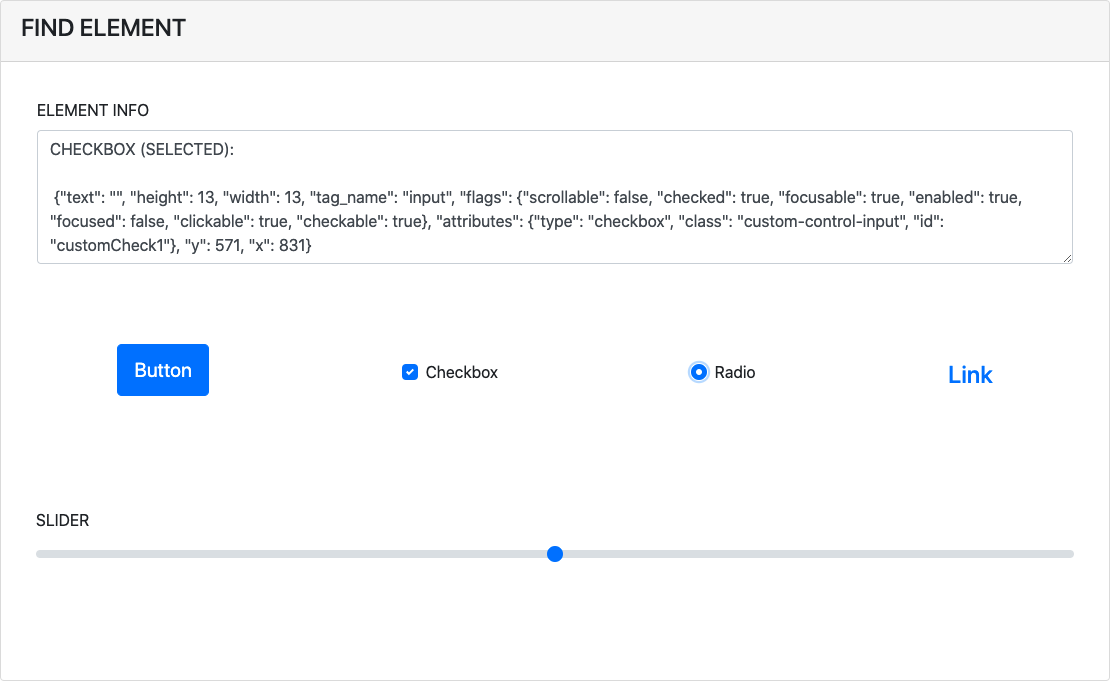 FIND ELEMENT
ELEMENT INFO
CHECKBOX (SELECTED):
{"text": "", "height": 13, "width": 13, "tag_name": "input", "flags": {"scrollable": false, "checked": true, "focusable": true, "enabled": true,
"focused": false, "clickable": true, "checkable": true}, "attributes": {"type": "checkbox", "class": "custom-control-input", "id":
"customCheck1"}, "y": 571, "x": 831}
Button
Checkbox
Radio
Link
SLIDER